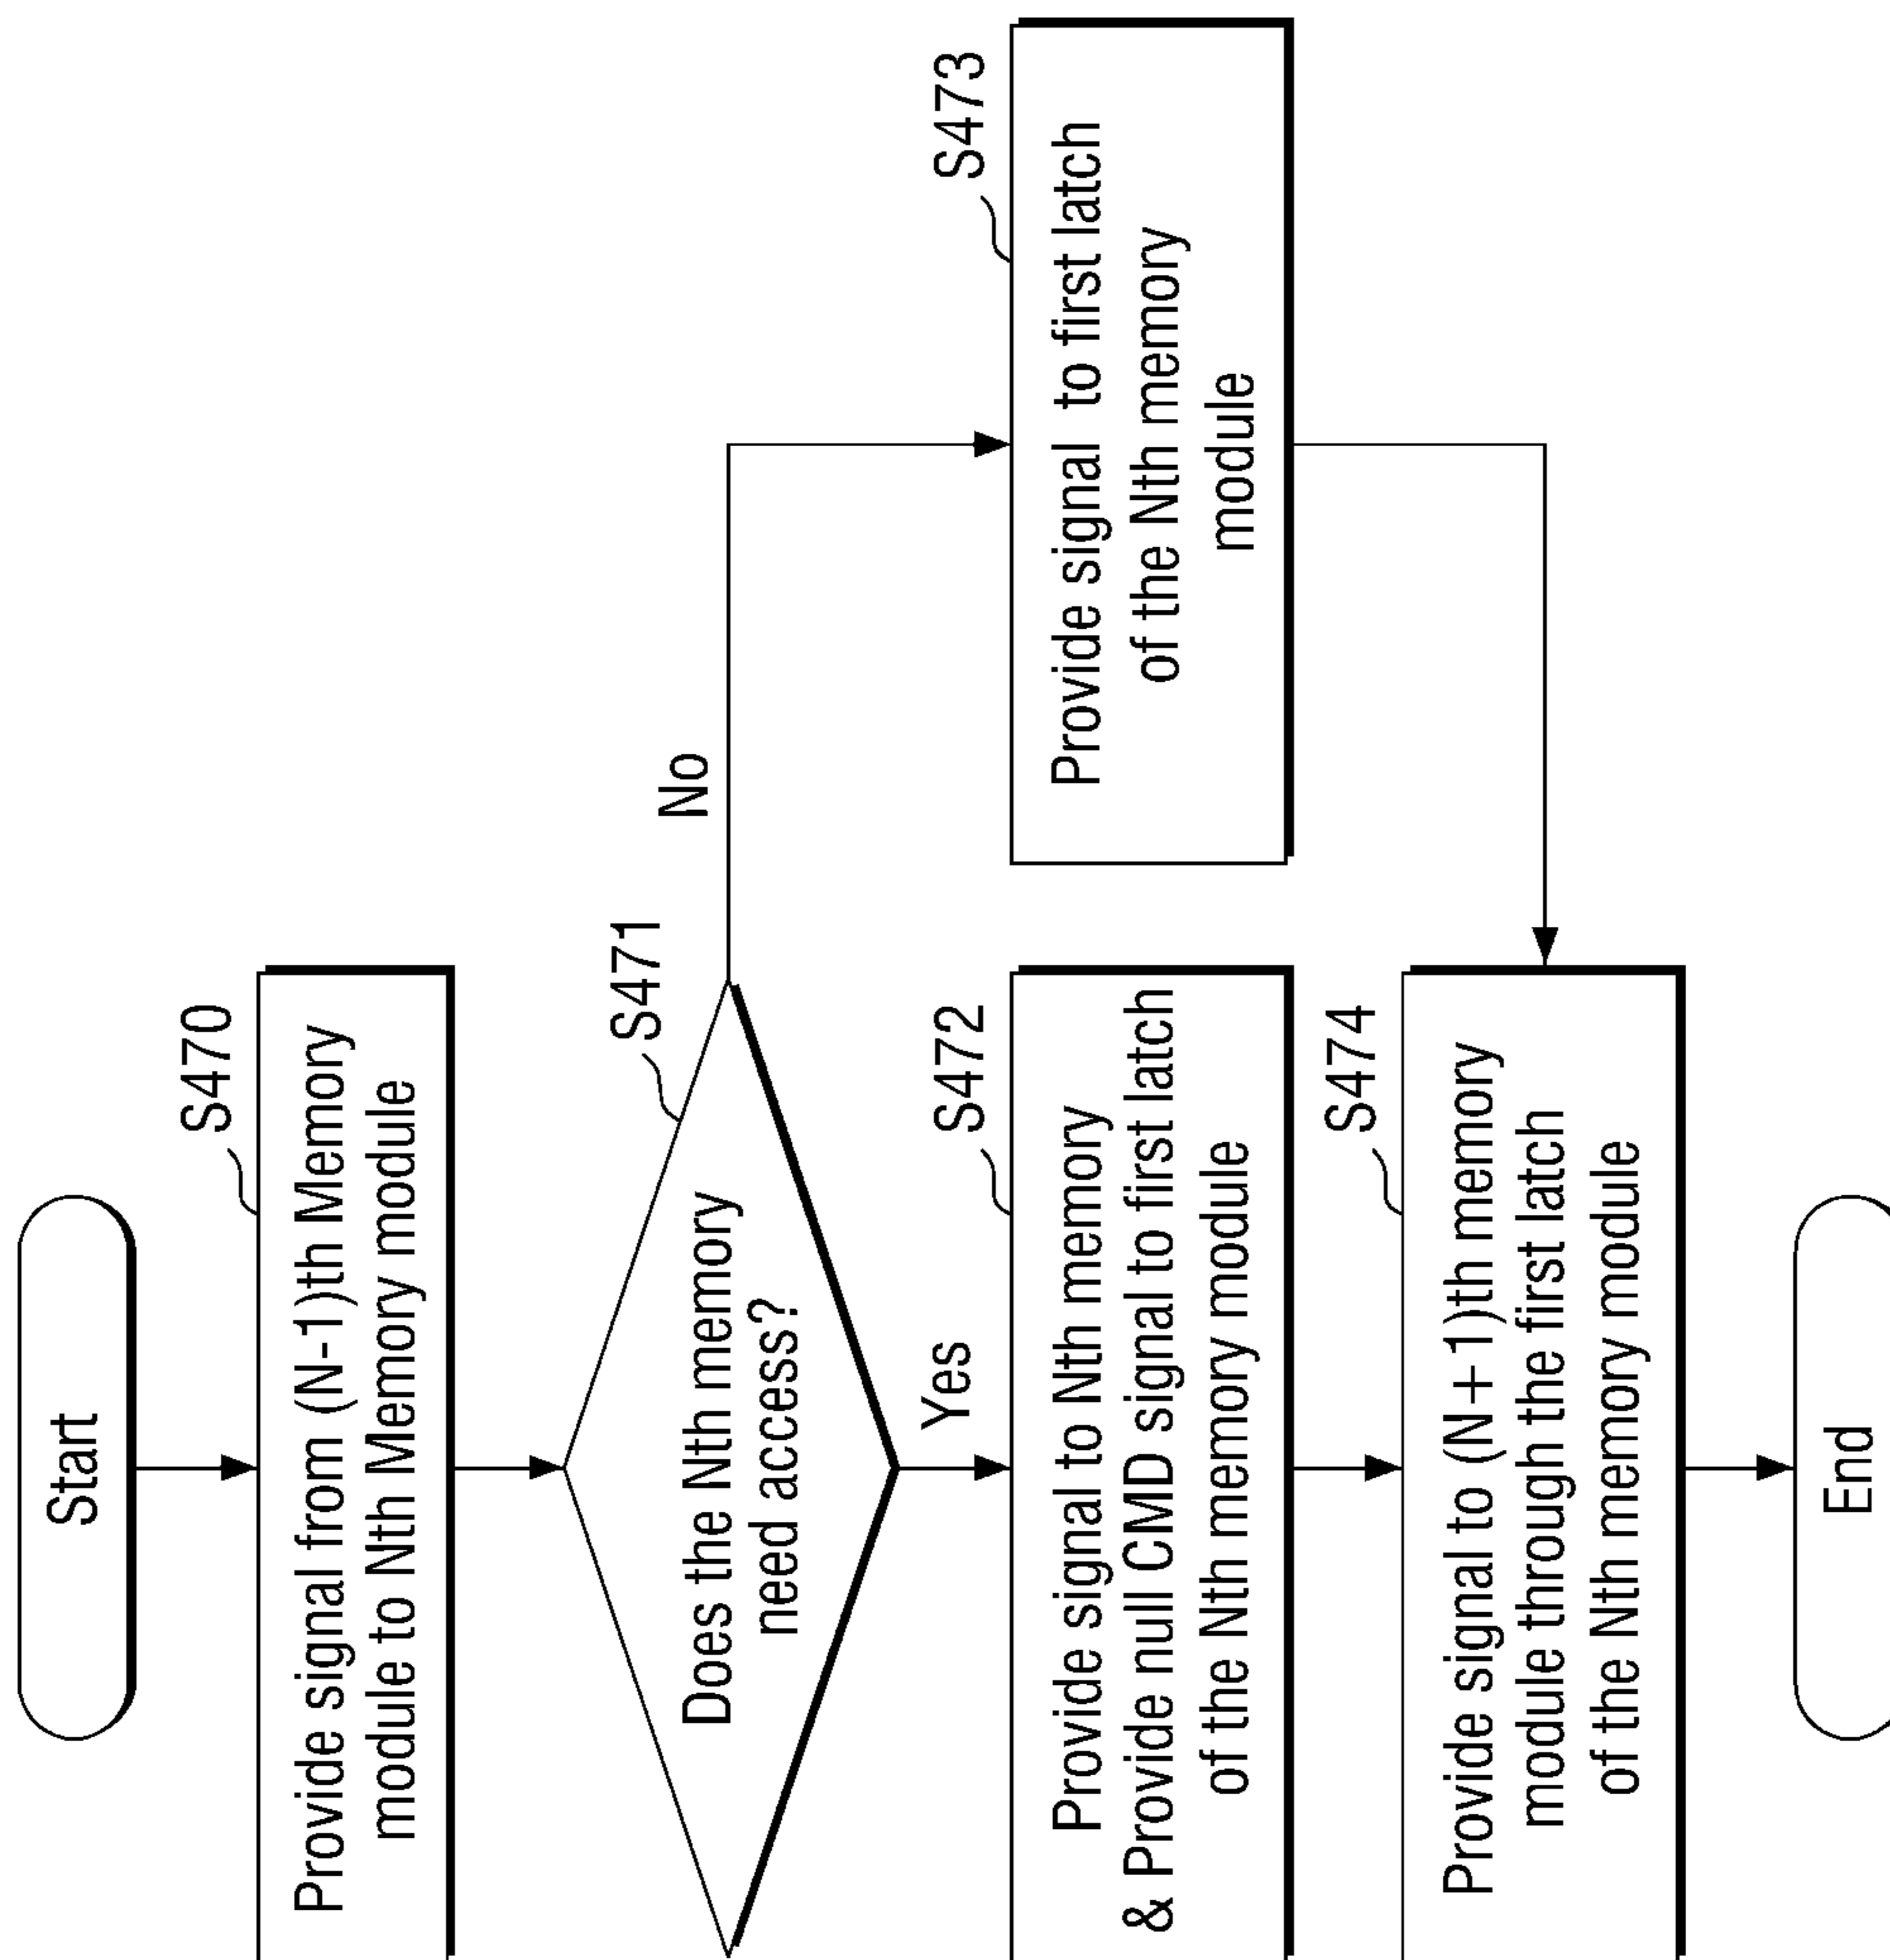 Start
S470
Provide signal from (N-1)th Memory
module to Nth Memory module
S471
Does the Nth memory
need access?
No
Yes
S472
Provide signal to Nth memory
& Provide null CMD signal to first latch
of the Nth memory module
S473
Provide signal to first latch
of the Nth memory
module
S474
Provide signal to (N+1)th memory
module through the first latch
of the Nth memory module
End